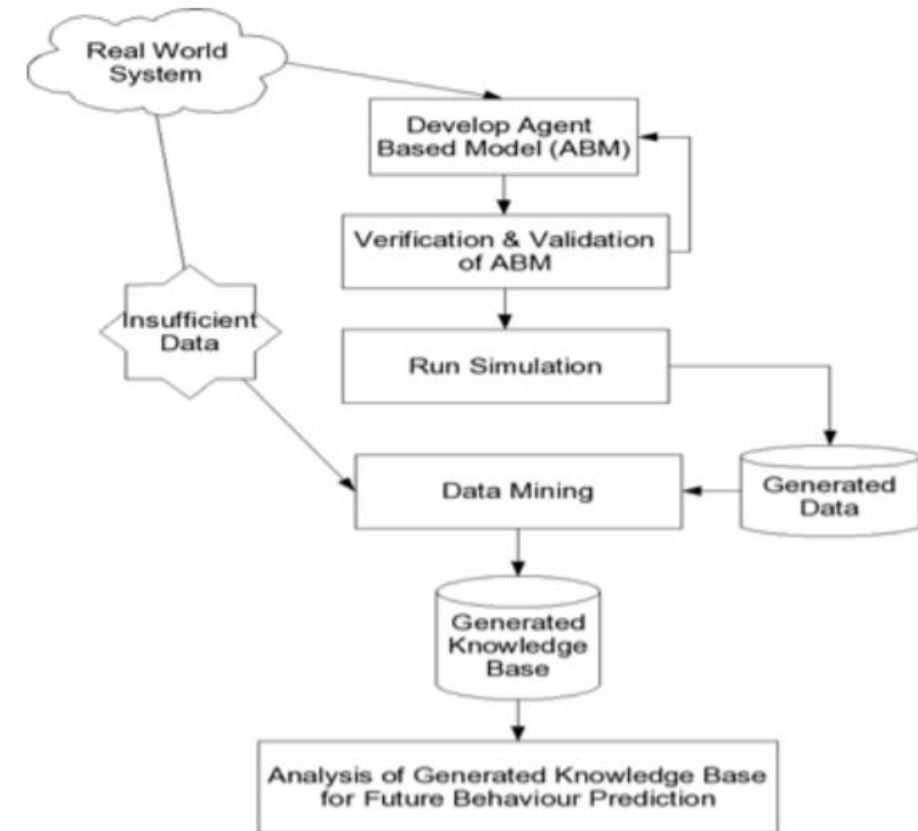 Real World
System
Develop Agent
Based Model (ABM)
Verification & Validation
of ABM
Insufficient
Data
Run Simulation
Data Mining
Generated
Data
Generated
Knowledge
Base
Analysis of Generated Knowledge Base
for Future Behaviour Prediction